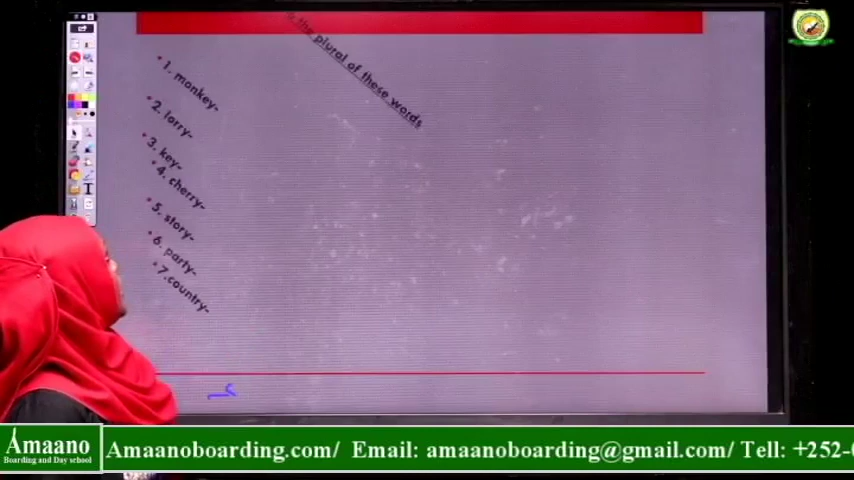 the plural of these words
• 1. monkey-
• 2. lorry-
• 3. key-
• 4. cherry-
• 5. story-
• 6. party-
• 7.country-
T
Amaano
Boarding and Day school
Amaanoboarding.com/ Email: amaanoboarding@gmail.com/ Tell: +252-